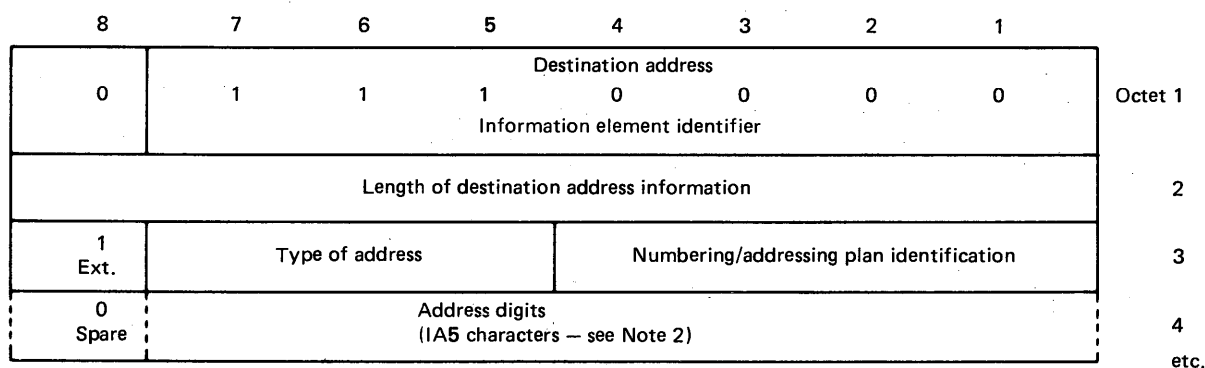 8 7 6 5 4 3 2 1
Destination address
0 1 1 1 0 0 0 0 Octet 1
Information element identifier
Length of destination address information 2
1 Ext. Type of address Numbering/addressing plan identification 3
0 Spare Address digits
(IA5 characters — see Note 2) 4
etc.